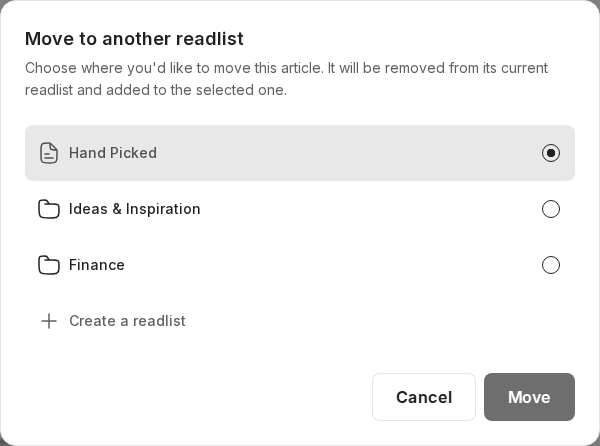 Move to another readlist
Choose where you'd like to move this article. It will be removed from its current
readlist and added to the selected one.
Hand Picked
Ideas & Inspiration
Finance
Create a readlist
Cancel
Move